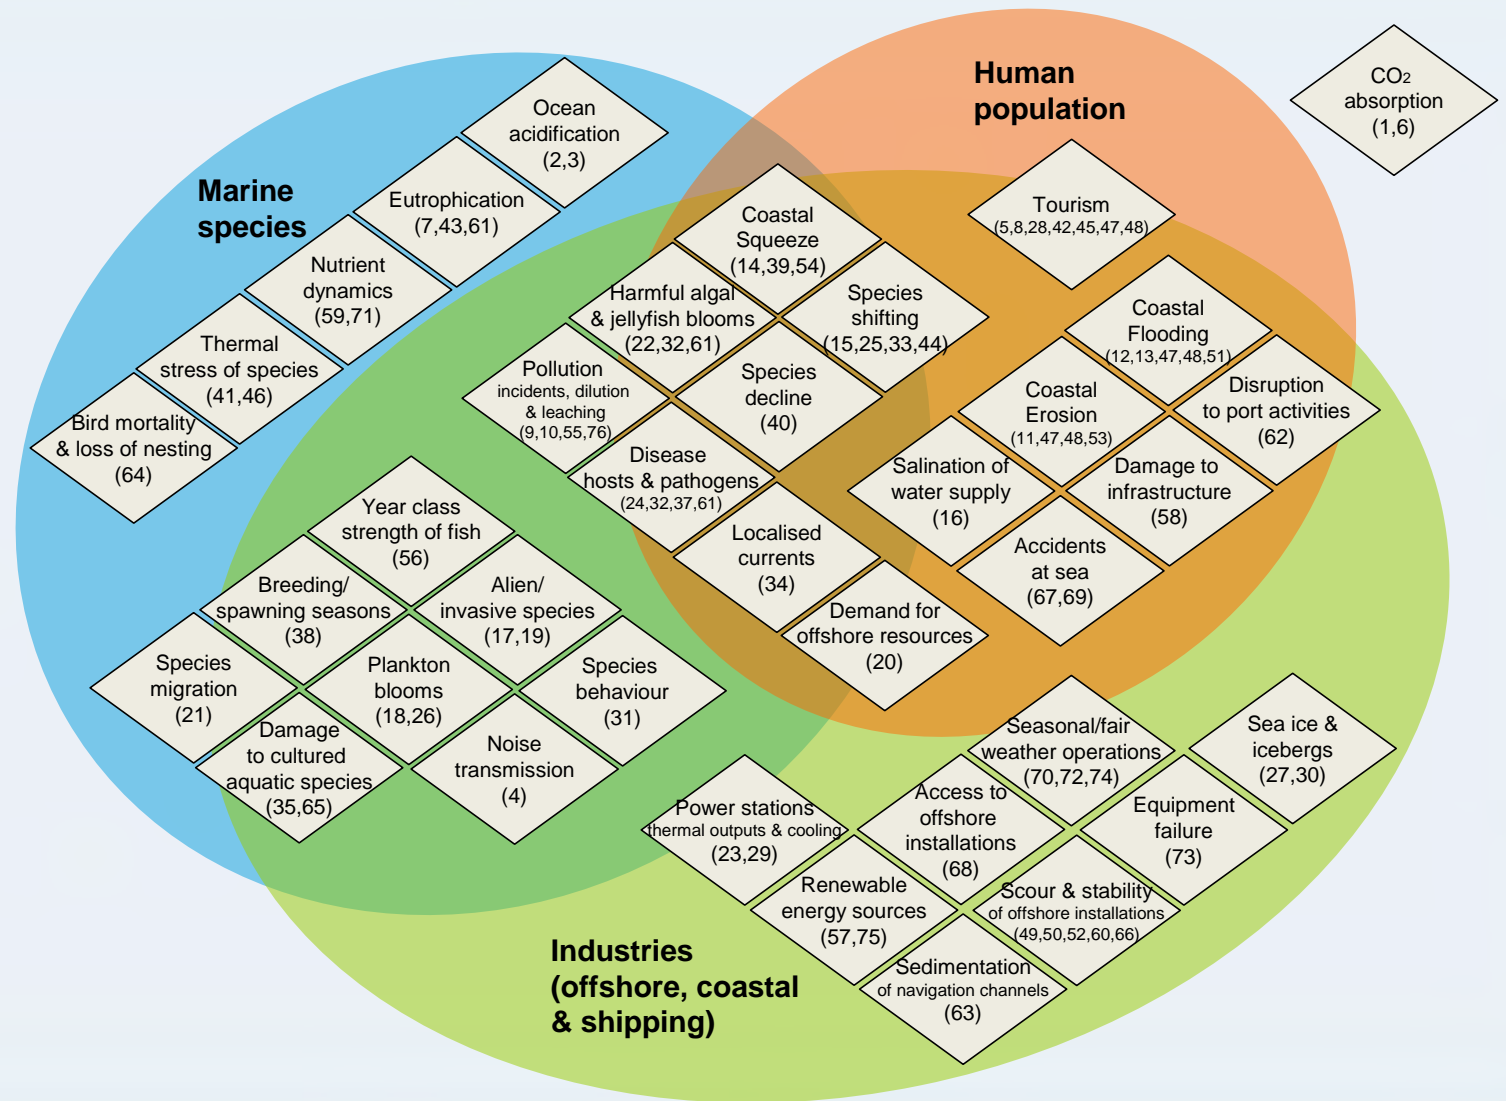 Human
population
CO2
absorption
(1,6)
Marine
species
Ocean
acidification
(2,3)
Eutrophication
(7,43,61)
Nutrient
dynamics
(59,71)
Thermal
stress of species
(41,46)
Bird mortality
& loss of nesting
(64)
Coastal
Squeeze
(14,39,54)
Harmful algal
& jellyfish blooms
(22,32,61)
Species
shifting
(15,25,33,44)
Pollution
incidents, dilution
& leaching
(9,10,55,76)
Species
decline
(40)
Disease
hosts & pathogens
(24,32,37,61)
Localised
currents
(34)
Demand for
offshore resources
(20)
Tourism
(5,8,28,42,45,47,48)
Coastal
Flooding
(12,13,47,48,51)
Coastal
Erosion
(11,47,48,53)
Disruption
to port activities
(62)
Salination of
water supply
(16)
Damage to
infrastructure
(58)
Accidents
at sea
(67,69)
Year class
strength of fish
(56)
Breeding/
spawning seasons
(38)
Alien/
invasive species
(17,19)
Species
migration
(21)
Plankton
blooms
(18,26)
Species
behaviour
(31)
Damage
to cultured
aquatic species
(35,65)
Noise
transmission
(4)
Seasonal/fair
weather operations
(70,72,74)
Sea ice &
icebergs
(27,30)
Power stations
thermal outputs & cooling
(23,29)
Access to
offshore
installations
(68)
Equipment
failure
(73)
Renewable
energy sources
(57,75)
Scour & stability
of offshore installations
(49,50,52,60,66)
Sedimentation
of navigation channels
(63)
Industries
(offshore, coastal
& shipping)